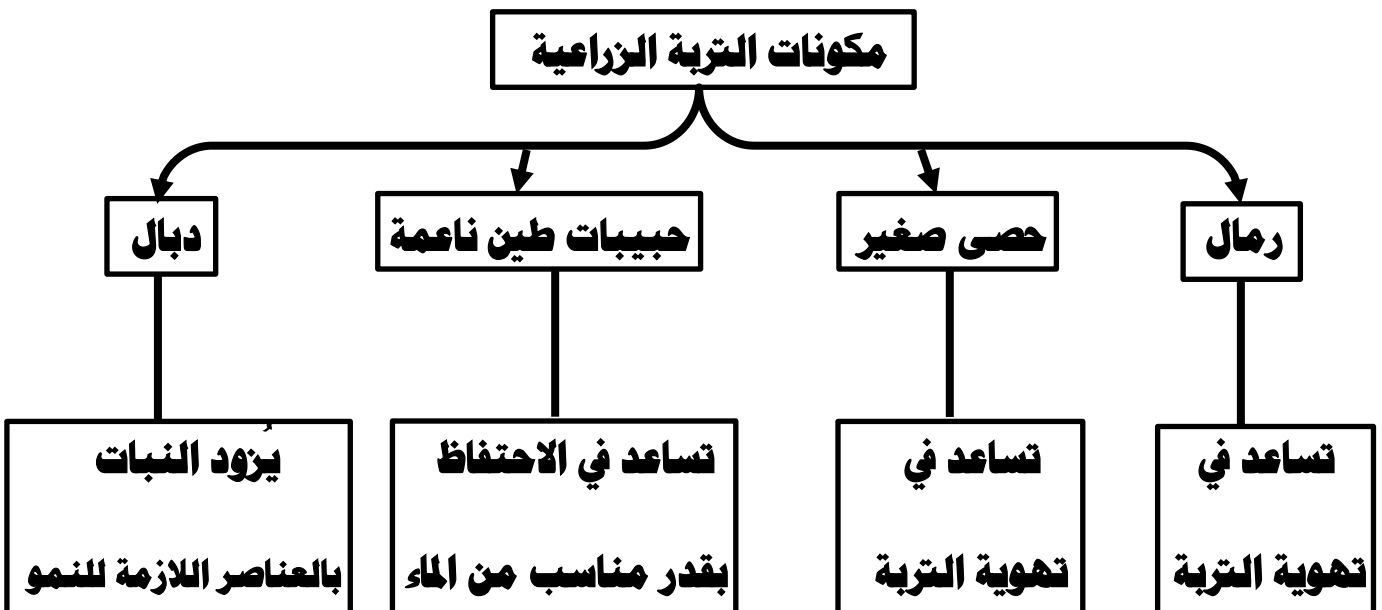 مكونات التربة الزراعية
رمال
حصى صغير
حبيبات طين ناعمة
دبال
تساعد في
تهوية التربة
تساعد في
تهوية التربة
تساعد في الاحتفاظ
بقدر مناسب من الماء
يُزود النبات
بالعناصر اللازمة للنمو